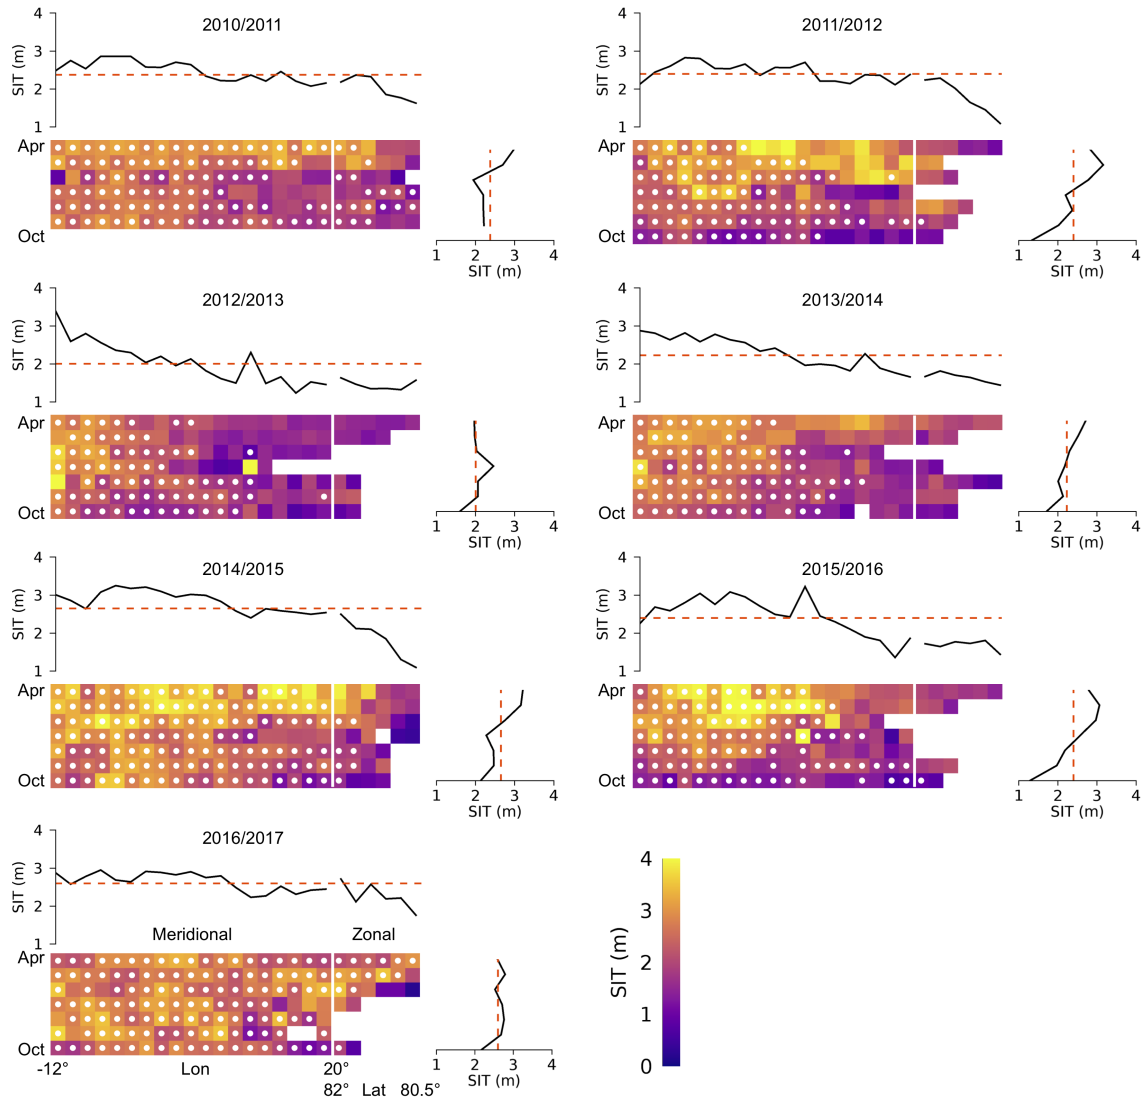 2010/2011
4
3
2
1
SIT (m)
Apr
Oct
1 2 3 4
SIT (m)
2011/2012
4
3
2
1
SIT (m)
Apr
Oct
1 2 3 4
SIT (m)
2012/2013
4
3
2
1
SIT (m)
Apr
Oct
1 2 3 4
SIT (m)
2013/2014
4
3
2
1
SIT (m)
Apr
Oct
1 2 3 4
SIT (m)
2014/2015
4
3
2
1
SIT (m)
Apr
Oct
1 2 3 4
SIT (m)
2015/2016
4
3
2
1
SIT (m)
Apr
Oct
1 2 3 4
SIT (m)
2016/2017
4
3
2
1
SIT (m)
Meridional Zonal
Apr
Oct
1 2 3 4
SIT (m)
-12° Lon 20°
82° Lat 80.5°
4
3
2
1
0
SIT (m)